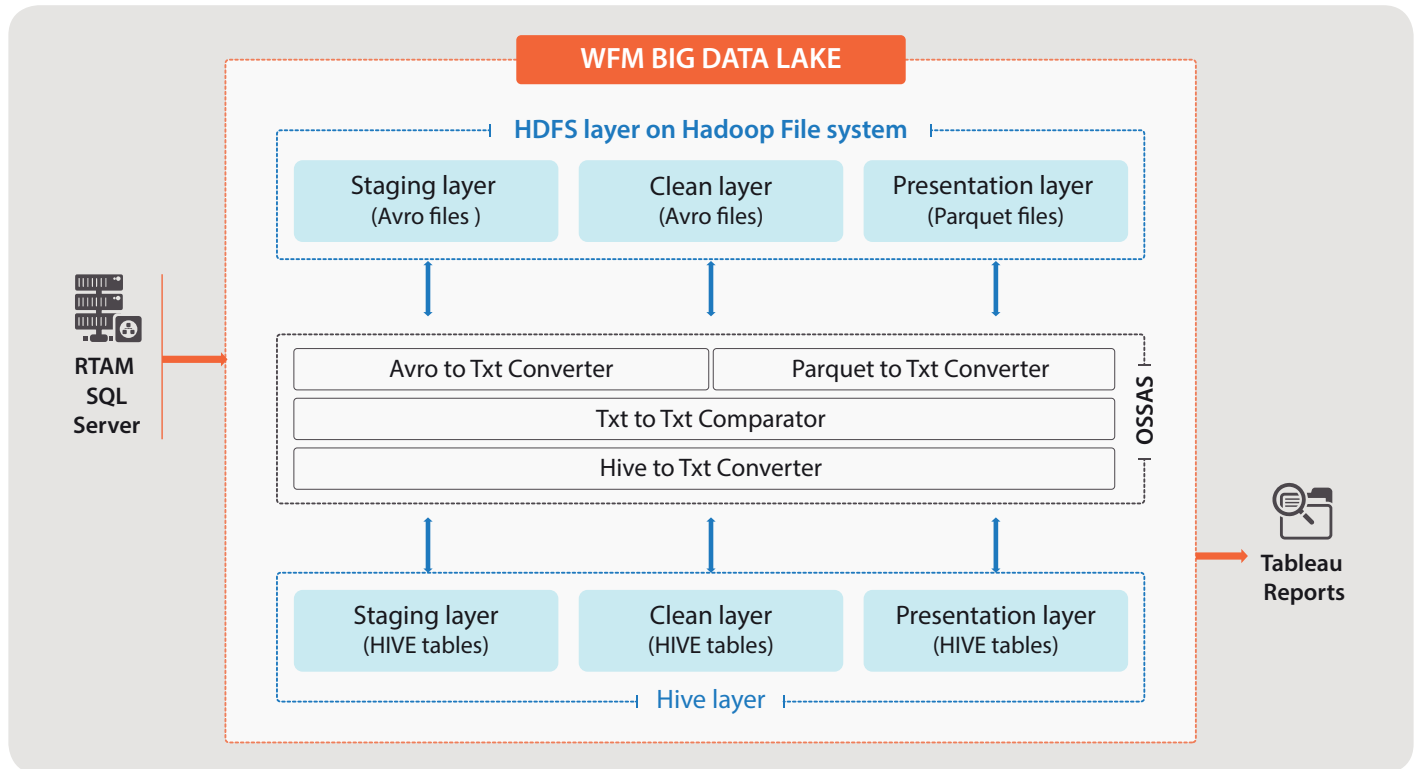 WFM BIG DATA LAKE
HDFS layer on Hadoop File system
Staging layer
(Avro files )
Clean layer
(Avro files)
Presentation layer
(Parquet files)
RTAM
SQL
Server
Avro to Txt Converter
Parquet to Txt Converter
Txt to Txt Comparator
Hive to Txt Converter
OSSAS
Staging layer
(HIVE tables)
Clean layer
(HIVE tables)
Presentation layer
(HIVE tables)
Hive layer
Tableau
Reports